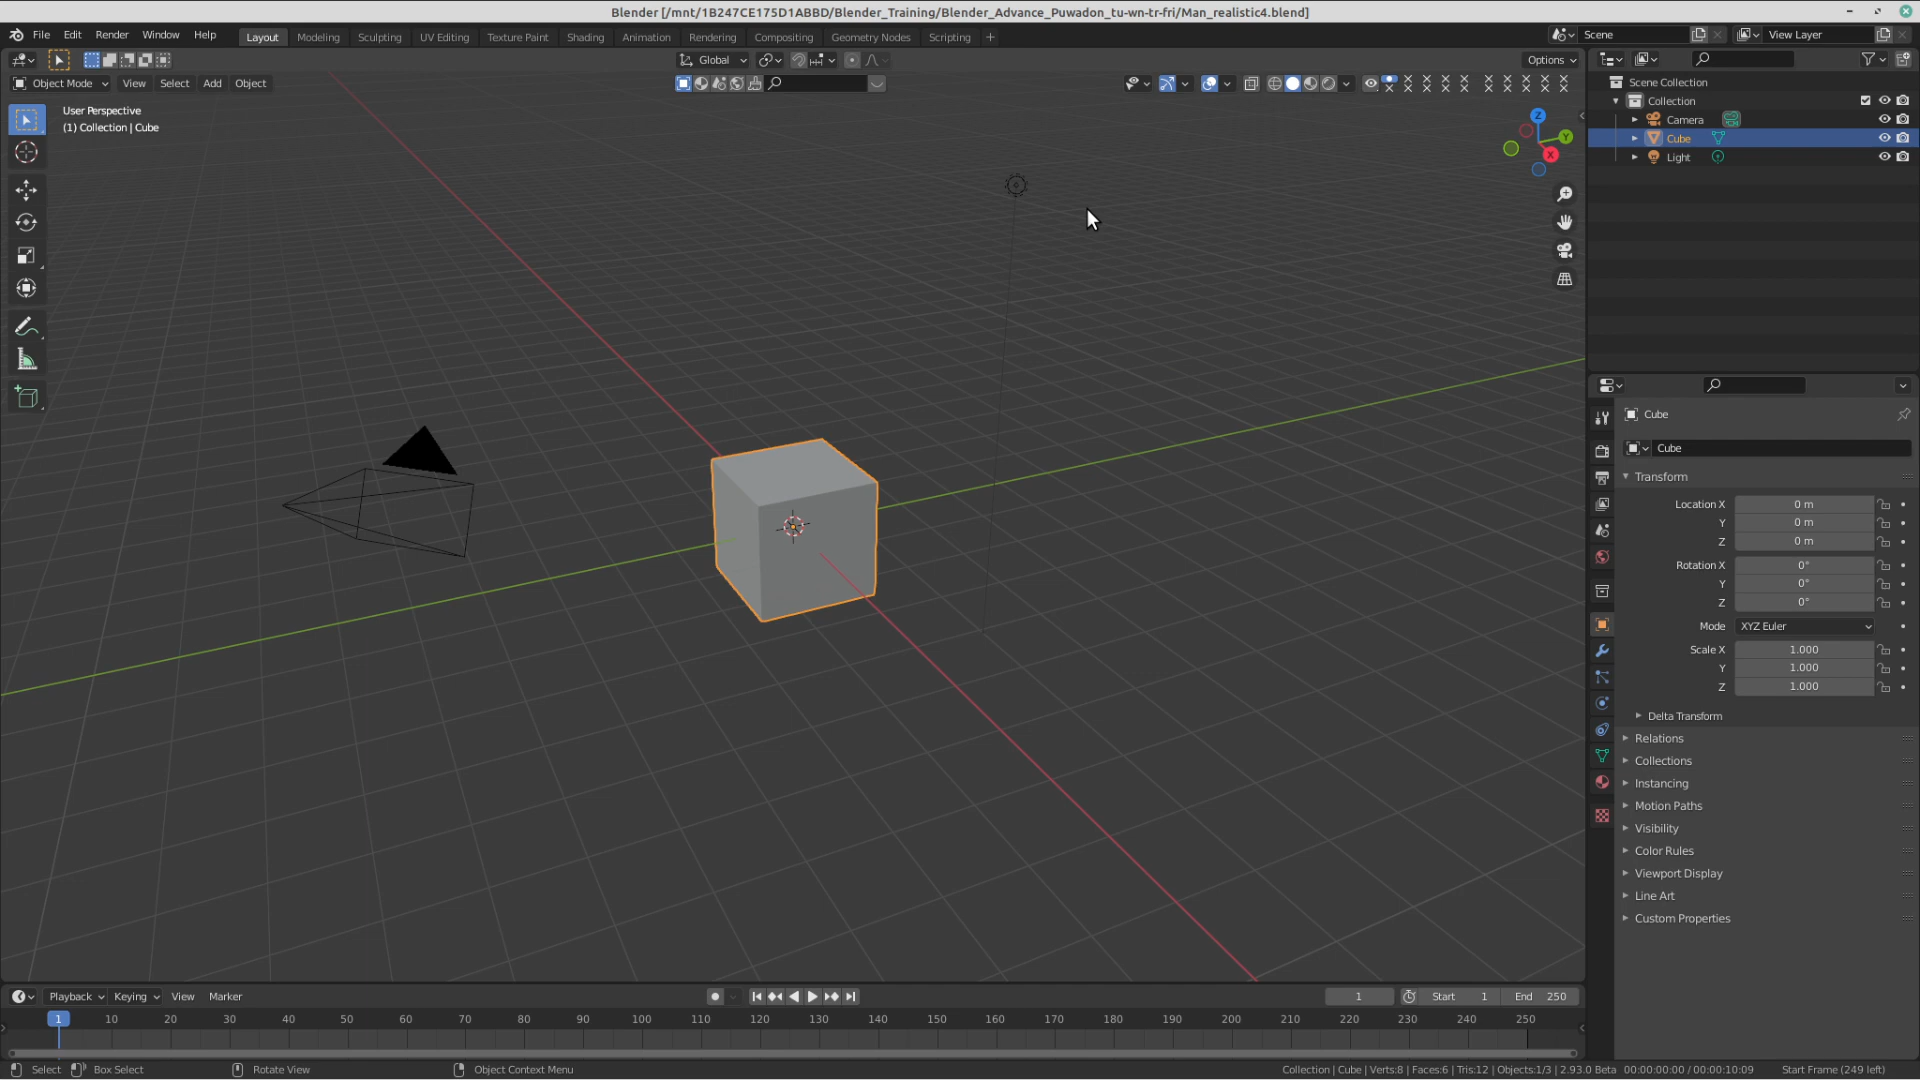 Blender [/mnt/1B247CE175D1ABBD/Blender_Training/Blender_Advance_Puwadon_tu-wn-tr-fri/Man_realistic4.blend]
File Edit Render Window Help Layout Modeling Sculpting UV Editing Texture Paint Shading Animation Rendering Compositing Geometry Nodes Scripting + Scene View Layer
Global Options
Object Mode View Select Add Object
User Perspective
(1) Collection | Cube
Z
Y
X
Scene Collection
Collection
Camera
Cube
Light
Cube
Cube
Transform
Location X 0 m
Y 0 m
Z 0 m
Rotation X 0°
Y 0°
Z 0°
Mode XYZ Euler
Scale X 1.000
Y 1.000
Z 1.000
Delta Transform
Relations
Collections
Instancing
Motion Paths
Visibility
Color Rules
Viewport Display
Line Art
Custom Properties
Playback Keying View Marker 1 Start 1 End 250
1 10 20 30 40 50 60 70 80 90 100 110 120 130 140 150 160 170 180 190 200 210 220 230 240 250
Select Box Select Rotate View Object Context Menu Collection | Cube | Verts:8 | Faces:6 | Tris:12 | Objects:1/3 | 2.93.0 Beta 00:00:00:00 / 00:00:10:09 Start Frame (249 left)